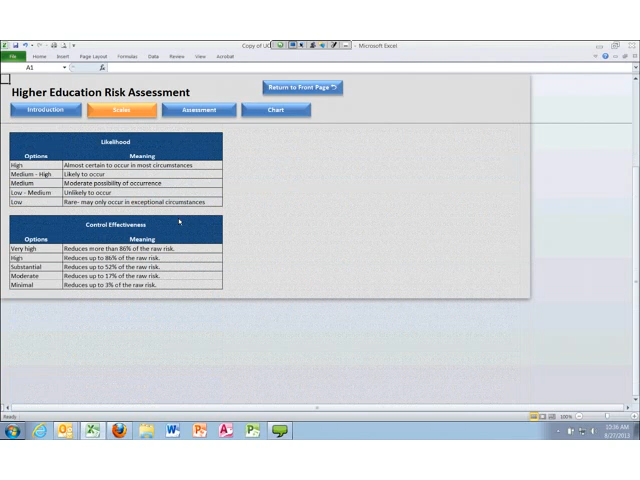 Copy of UC
- Microsoft Excel
File Home Insert Page Layout Formulas Data Review View Acrobat
A1 fx
Higher Education Risk Assessment
Return to Front Page
Introduction Scales Assessment Chart
Likelihood
Options Meaning
High Almost certain to occur in most circumstances
Medium - High Likely to occur
Medium Moderate possibility of occurrence
Low - Medium Unlikely to occur
Low Rare- may only occur in exceptional circumstances
Control Effectiveness
Options Meaning
Very high Reduces more than 86% of the raw risk.
High Reduces up to 86% of the raw risk.
Substantial Reduces up to 52% of the raw risk.
Moderate Reduces up to 17% of the raw risk.
Minimal Reduces up to 3% of the raw risk.
Ready 100%
10:36 AM
8/27/2013